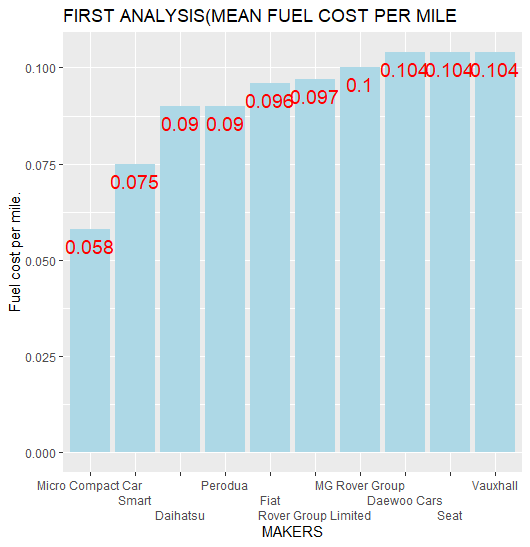 FIRST ANALYSIS(MEAN FUEL COST PER MILE
Fuel cost per mile.
0.100
0.075
0.050
0.025
0.000
0.058
0.075
0.09
0.09
0.096
0.097
0.1
0.104
0.104
0.104
Micro Compact Car
Smart
Daihatsu
Perodua
Fiat
Rover Group Limited
MG Rover Group
Daewoo Cars
Seat
Vauxhall
MAKERS